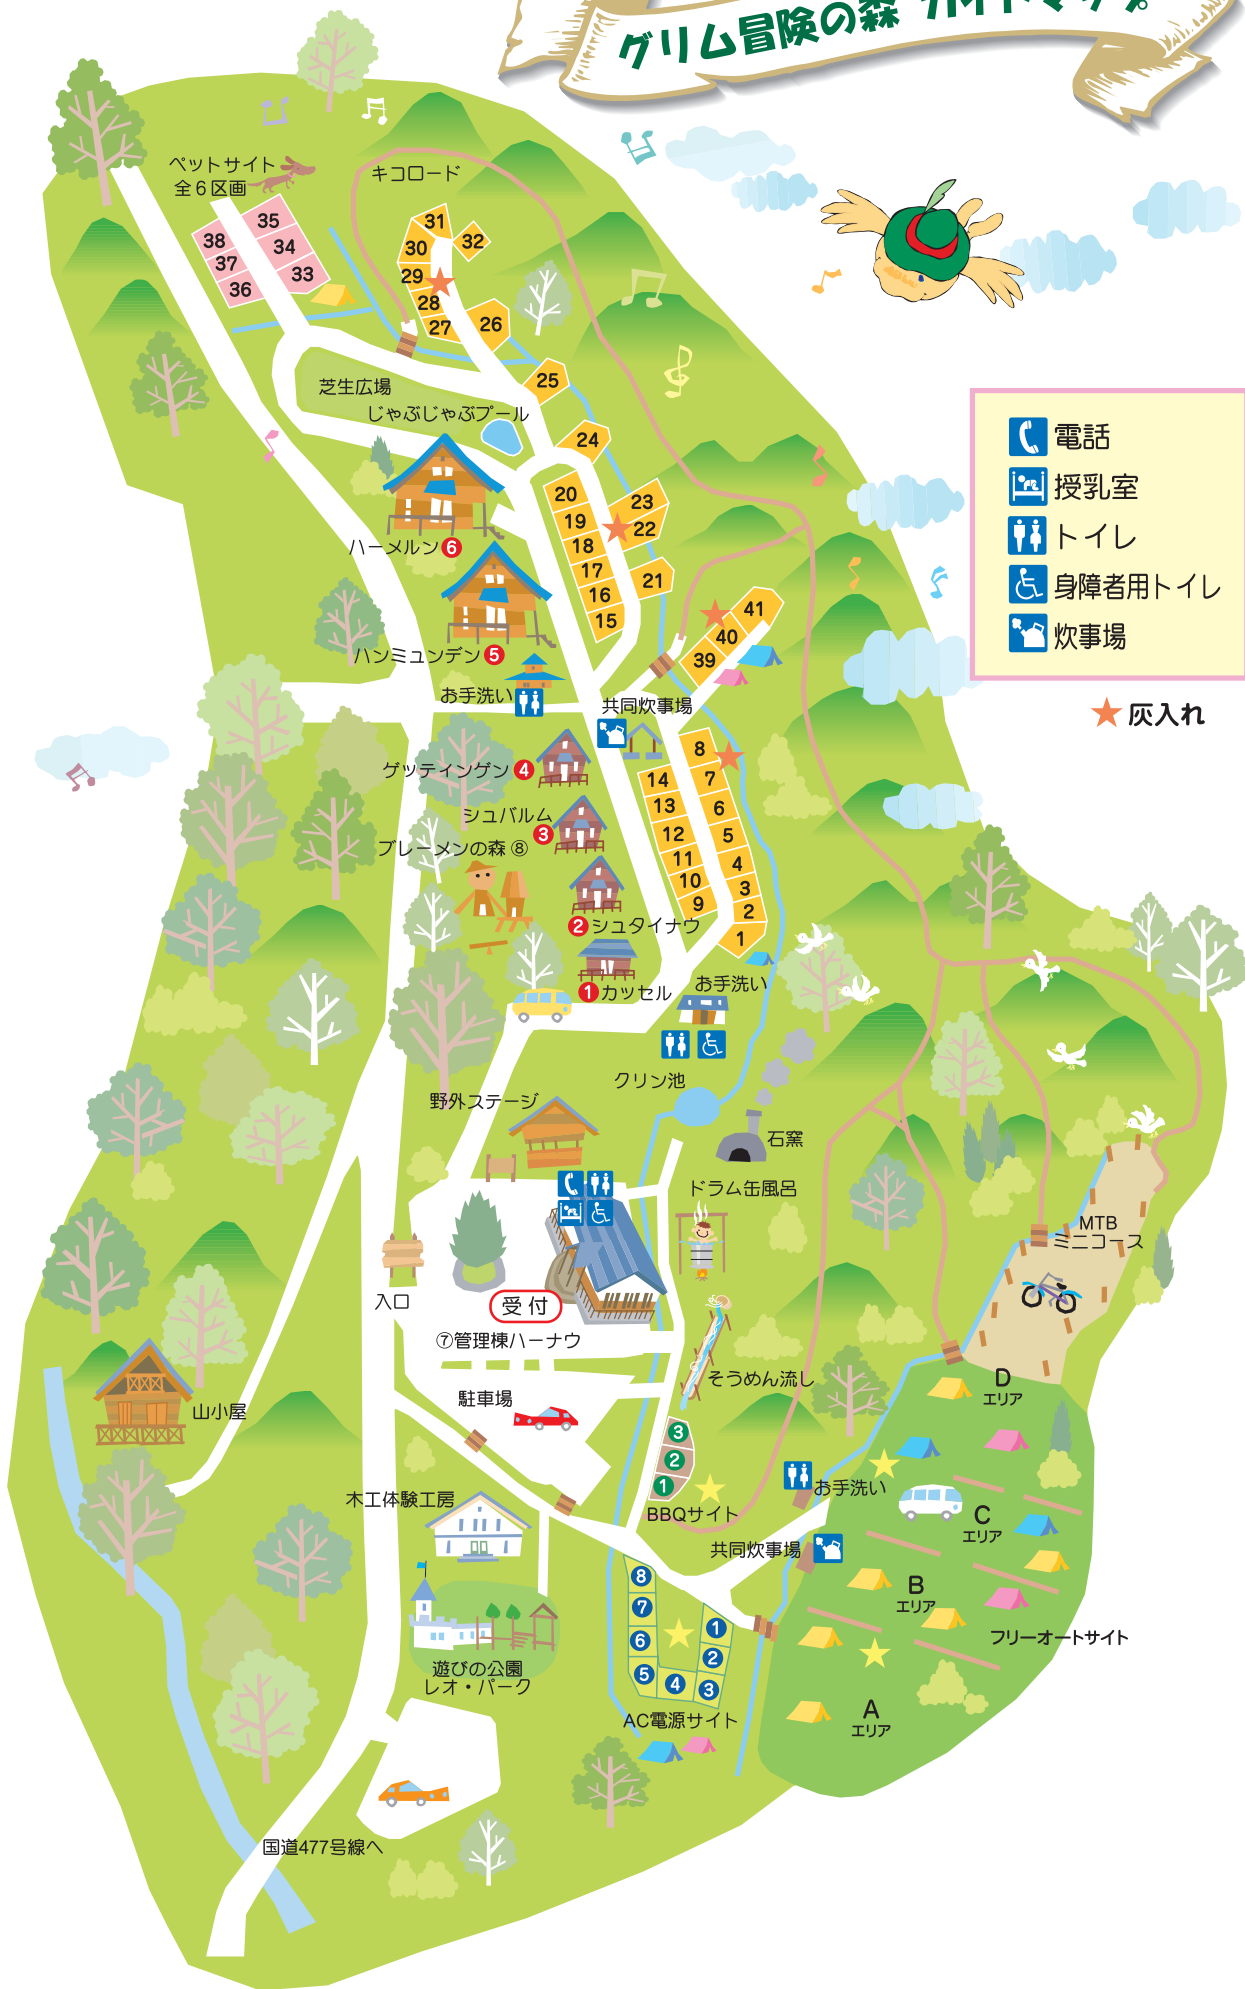 グリム冒険の森 ガイドマップ
ペットサイト
全6区画
キコロード
35
38
34
37
33
36
31
32
30
29
28
27
26
25
芝生広場
じゃぶじゃぶプール
24
20
23
19
22
18
17
21
16
15
41
40
39
電話
授乳室
トイレ
身障者用トイレ
炊事場
灰入れ
ハーメルン 6
ハンミュンデン 5
お手洗い
共同炊事場
8
14
7
13
6
12
5
11
4
10
3
9
2
1
ゲッティンゲン 4
シュバルム
3
ブレーメンの森 ⑧
2 シュタイナウ
1 カッセル
お手洗い
クリン池
野外ステージ
石窯
ドラム缶風呂
MTB
ミニコース
入口
受付
⑦管理棟ハーナウ
そうめん流し
駐車場
山小屋
3
2
1
BBQサイト
D
エリア
お手洗い
C
エリア
木工体験工房
共同炊事場
B
エリア
フリーオートサイト
8
7
1
6
2
5
4
3
AC電源サイト
遊びの公園
レオ・パーク
A
エリア
国道477号線へ